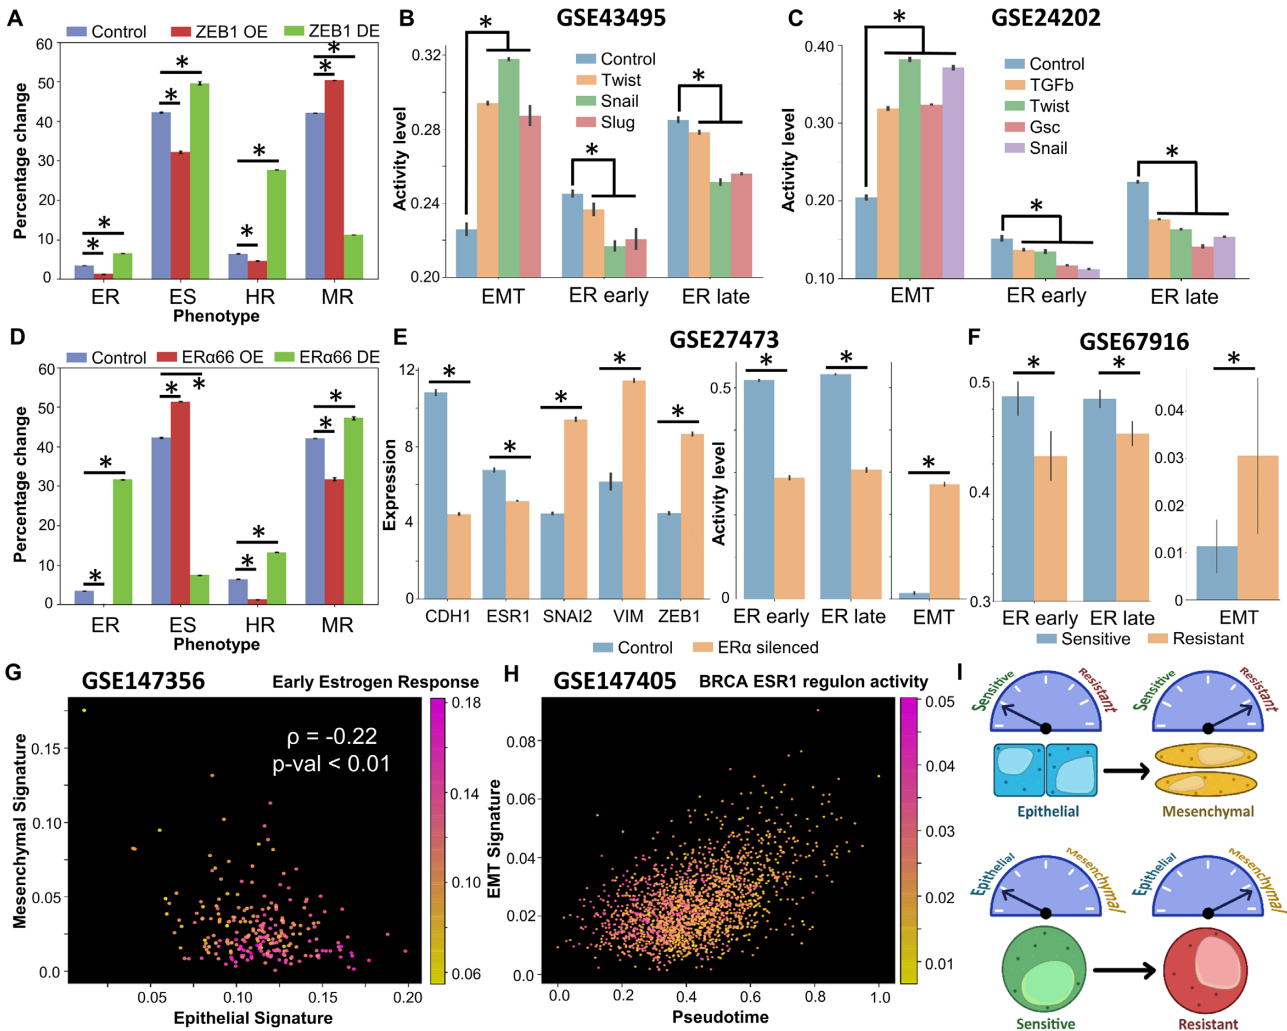 A
Control ZEB1 OE ZEB1 DE
Percentage change
60
50
40
30
20
10
0
* * * * * * * *
ER ES HR MR
Phenotype
B
GSE43495
Activity level
0.32
0.28
0.24
0.20
Control
Twist
Snail
Slug
* * *
EMT ER early ER late
C
GSE24202
Activity level
0.40
0.30
0.20
0.10
Control
TGFb
Twist
Gsc
Snail
* * *
EMT ER early ER late
D
Control ERα66 OE ERα66 DE
Percentage change
60
50
40
30
20
10
0
* * * * * * * *
ER ES HR MR
Phenotype
E
GSE27473
Expression
12
8
4
0
* * * * *
CDH1 ESR1 SNAI2 VIM ZEB1
Activity level
0.5
0
* * *
ER early ER late EMT
Control ERα silenced
F
GSE67916
0.5
0.4
0.3
* *
ER early ER late
EMT
*
0.04
0.03
0.02
0.01
0
EMT
Sensitive Resistant
G
GSE147356
Early Estrogen Response
Mesenchymal Signature
0.15
0.10
0.05
0.0
ρ = -0.22
p-val < 0.01
0.05 0.10 0.15 0.20
Epithelial Signature
0.18
0.14
0.10
0.06
H
GSE147405
BRCA ESR1 regulon activity
EMT Signature
0.08
0.06
0.04
0.02
0.0
0.0 0.2 0.4 0.6 0.8 1.0
Pseudotime
0.05
0.04
0.03
0.02
0.01
I
Sensitive Resistant Sensitive Resistant
Epithelial Mesenchymal
Epithelial Mesenchymal Epithelial Mesenchymal
Sensitive Resistant